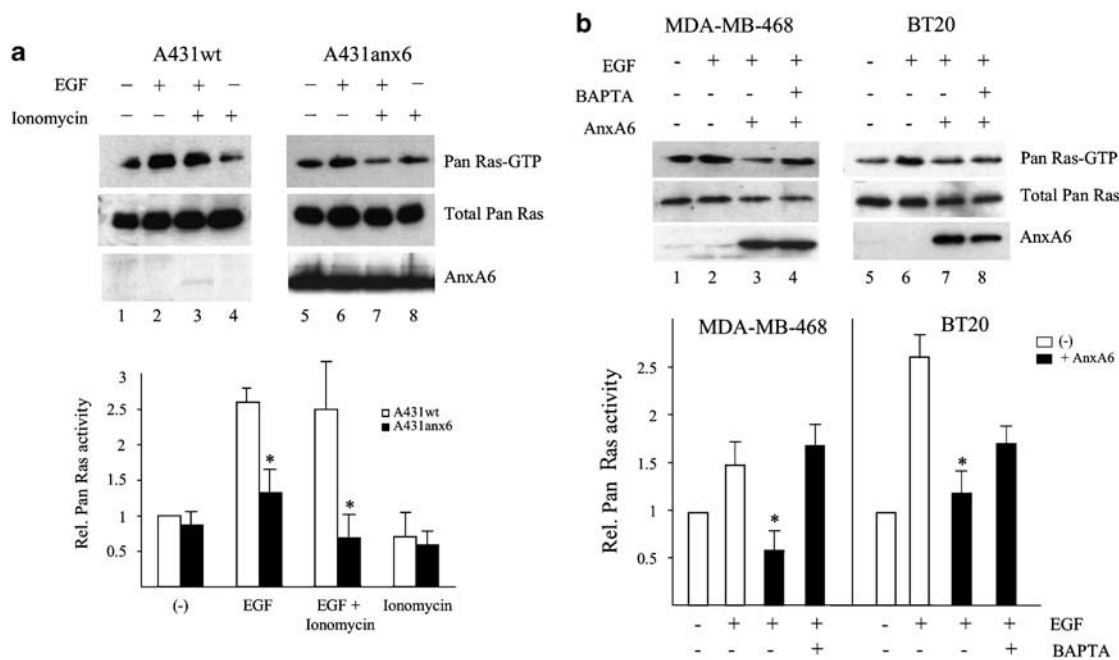 a
A431wt A431anx6
EGF − + + − − + + −
Ionomycin − − + + − − + +
Pan Ras-GTP
Total Pan Ras
AnxA6
1 2 3 4 5 6 7 8
Rel. Pan Ras activity
3
2.5
2
1.5
1
0.5
A431wt
A431anx6
* *
(-) EGF EGF + Ionomycin Ionomycin
b
MDA-MB-468 BT20
EGF - + + + - + + +
BAPTA - - - + - - - +
AnxA6 - - + + - - + +
Pan Ras-GTP
Total Pan Ras
AnxA6
1 2 3 4 5 6 7 8
MDA-MB-468 BT20
(-)
+ AnxA6
Rel. Pan Ras activity
2.5
2
1.5
1
0.5
* *
- + + + - + + + EGF
+ + BAPTA